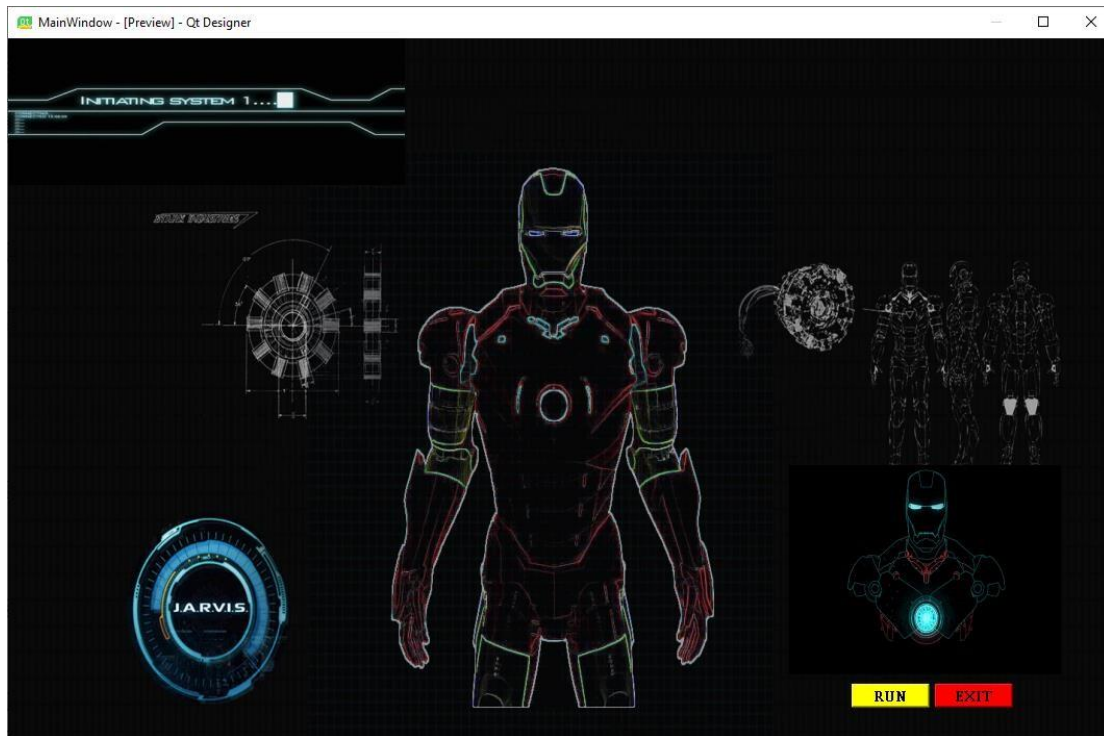 MainWindow - [Preview] - Qt Designer
INITIATING SYSTEM 1....
STARK INDUSTRIES
J.A.R.V.I.S.
RUN EXIT